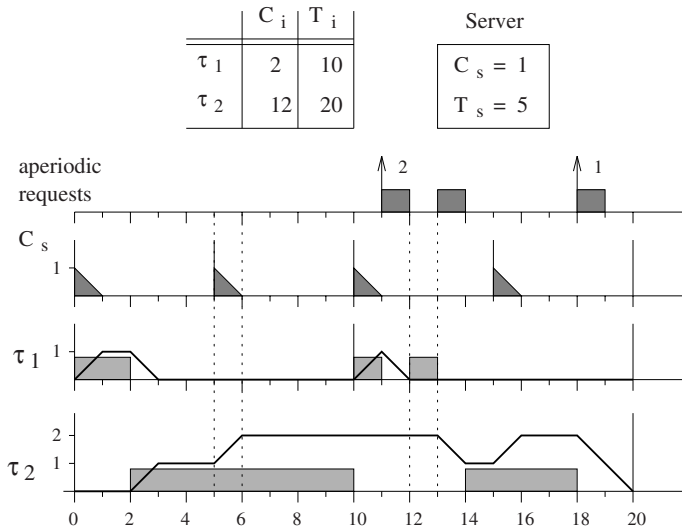 C i T i
Server
τ 1 2 10
C s = 1
τ 2 12 20
T s = 5
aperiodic
requests
2
1
C s
1
τ 1
1
τ 2
2
1
0 2 4 6 8 10 12 14 16 18 20